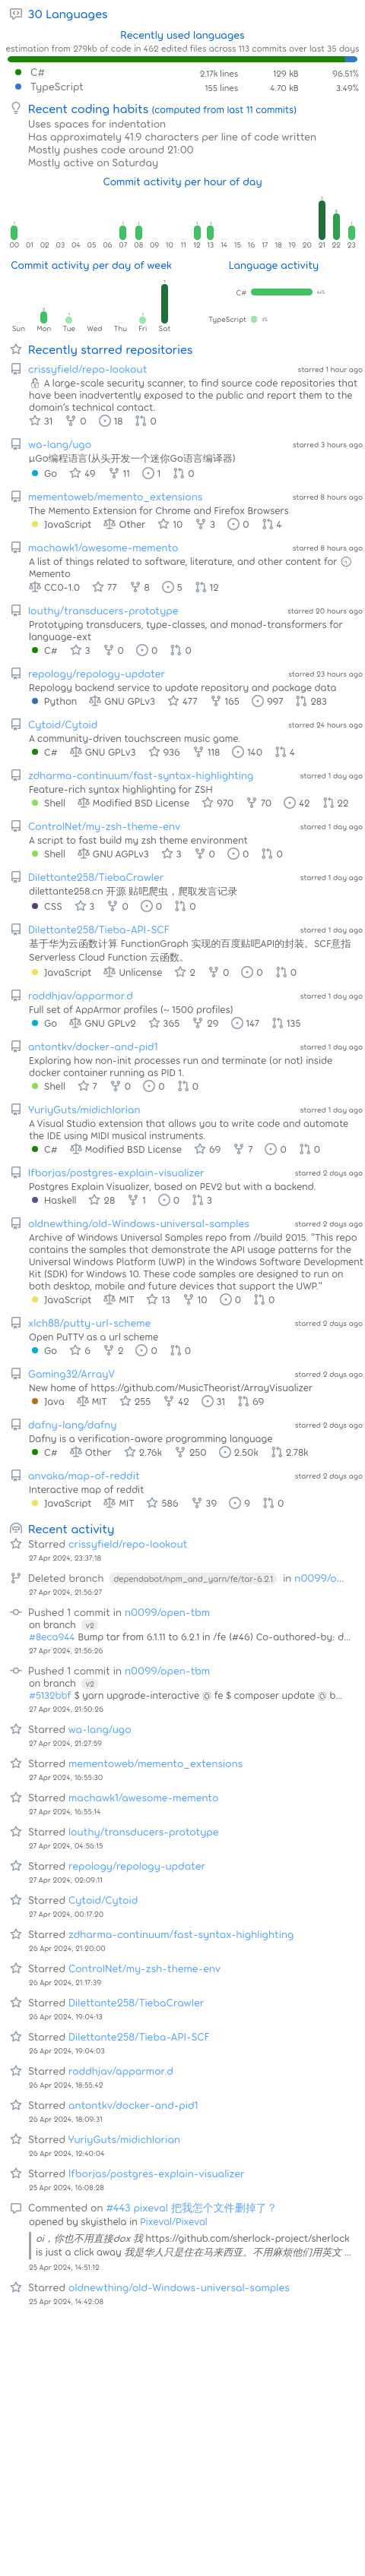 30 Languages
Recently used languages
estimation from 279kb of code in 462 edited files across 113 commits over last 35 days
C# 2.17k lines 129 kB 96.51%
TypeScript 155 lines 4.70 kB 3.49%
Recent coding habits (computed from last 11 commits)
Uses spaces for indentation
Has approximately 41.9 characters per line of code written
Mostly pushes code around 21:00
Mostly active on Saturday
Commit activity per hour of day
00 01 02 03 04 05 06 07 08 09 10 11 12 13 14 15 16 17 18 19 20 21 22 23
Commit activity per day of week
Language activity
C#
TypeScript
Sun Mon Tue Wed Thu Fri Sat
Recently starred repositories
crissyfield/repo-lookout starred 1 hour ago
🔓 A large-scale security scanner, to find source code repositories that
have been inadvertently exposed to the public and report them to the
domain's technical contact.
31 0 18 0
wa-lang/ugo starred 3 hours ago
µGo编程语言(从头开发一个迷你Go语言编译器)
Go 49 11 1 0
mementoweb/memento_extensions starred 8 hours ago
The Memento Extension for Chrome and Firefox Browsers
JavaScript Other 10 3 0 4
machawk1/awesome-memento starred 8 hours ago
A list of things related to software, literature, and other content for 🕣
Memento
CC0-1.0 77 8 5 12
louthy/transducers-prototype starred 20 hours ago
Prototyping transducers, type-classes, and monad-transformers for
language-ext
C# 3 0 0 0
repology/repology-updater starred 23 hours ago
Repology backend service to update repository and package data
Python GNU GPLv3 477 165 997 283
Cytoid/Cytoid starred 24 hours ago
A community-driven touchscreen music game.
C# GNU GPLv3 936 118 140 4
zdharma-continuum/fast-syntax-highlighting starred 1 day ago
Feature-rich syntax highlighting for ZSH
Shell Modified BSD License 970 70 42 22
ControlNet/my-zsh-theme-env starred 1 day ago
A script to fast build my zsh theme environment
Shell GNU AGPLv3 3 0 0 0
Dilettante258/TiebaCrawler starred 1 day ago
dilettante258.cn 开源 贴吧爬虫，爬取发言记录
CSS 3 0 0 0
Dilettante258/Tieba-API-SCF starred 1 day ago
基于华为云函数计算 FunctionGraph 实现的百度贴吧API的封装。SCF意指
Serverless Cloud Function 云函数。
JavaScript Unlicense 2 0 0 0
roddhjav/apparmor.d starred 1 day ago
Full set of AppArmor profiles (~ 1500 profiles)
Go GNU GPLv2 365 29 147 135
antontkv/docker-and-pid1 starred 1 day ago
Exploring how non-init processes run and terminate (or not) inside
docker container running as PID 1.
Shell 7 0 0 0
YuriyGuts/midichlorian starred 1 day ago
A Visual Studio extension that allows you to write code and automate
the IDE using MIDI musical instruments.
C# Modified BSD License 69 7 0 0
lfborjas/postgres-explain-visualizer starred 2 days ago
Postgres Explain Visualizer, based on PEV2 but with a backend.
Haskell 28 1 0 3
oldnewthing/old-Windows-universal-samples starred 2 days ago
Archive of Windows Universal Samples repo from //build 2015. "This repo
contains the samples that demonstrate the API usage patterns for the
Universal Windows Platform (UWP) in the Windows Software Development
Kit (SDK) for Windows 10. These code samples are designed to run on
both desktop, mobile and future devices that support the UWP."
JavaScript MIT 13 10 0 0
xlch88/putty-url-scheme starred 2 days ago
Open PuTTY as a url scheme
Go 6 2 0 0
Gaming32/ArrayV starred 2 days ago
New home of https://github.com/MusicTheorist/ArrayVisualizer
Java MIT 255 42 31 69
dafny-lang/dafny starred 2 days ago
Dafny is a verification-aware programming language
C# Other 2.76k 250 2.50k 2.78k
anvaka/map-of-reddit starred 2 days ago
Interactive map of reddit
JavaScript MIT 586 39 9 0
Recent activity
Starred crissyfield/repo-lookout
27 Apr 2024, 23:37:18
Deleted branch dependabot/npm_and_yarn/fe/tar-6.2.1 in n0099/o...
27 Apr 2024, 21:56:27
Pushed 1 commit in n0099/open-tbm
on branch v2
#8eca944 Bump tar from 6.1.11 to 6.2.1 in /fe (#46) Co-authored-by: d...
27 Apr 2024, 21:56:26
Pushed 1 commit in n0099/open-tbm
on branch v2
#5132bbf $ yarn upgrade-interactive @ fe $ composer update @ b...
27 Apr 2024, 21:50:26
Starred wa-lang/ugo
27 Apr 2024, 21:27:59
Starred mementoweb/memento_extensions
27 Apr 2024, 16:55:30
Starred machawk1/awesome-memento
27 Apr 2024, 16:55:14
Starred louthy/transducers-prototype
27 Apr 2024, 04:56:15
Starred repology/repology-updater
27 Apr 2024, 02:09:11
Starred Cytoid/Cytoid
27 Apr 2024, 00:17:20
Starred zdharma-continuum/fast-syntax-highlighting
26 Apr 2024, 21:20:00
Starred ControlNet/my-zsh-theme-env
26 Apr 2024, 21:17:39
Starred Dilettante258/TiebaCrawler
26 Apr 2024, 19:04:13
Starred Dilettante258/Tieba-API-SCF
26 Apr 2024, 19:04:03
Starred roddhjav/apparmor.d
26 Apr 2024, 18:55:42
Starred antontkv/docker-and-pid1
26 Apr 2024, 18:09:31
Starred YuriyGuts/midichlorian
26 Apr 2024, 12:40:04
Starred lfborjas/postgres-explain-visualizer
25 Apr 2024, 16:08:28
Commented on #443 pixeval 把我怎个文件删掉了？
opened by skyisthela in Pixeval/Pixeval
oi，你也不用直接dox 我 https://github.com/sherlock-project/sherlock
is just a click away 我是华人只是住在马来西亚。不用麻烦他们用英文 ...
25 Apr 2024, 14:51:12
Starred oldnewthing/old-Windows-universal-samples
25 Apr 2024, 14:42:08